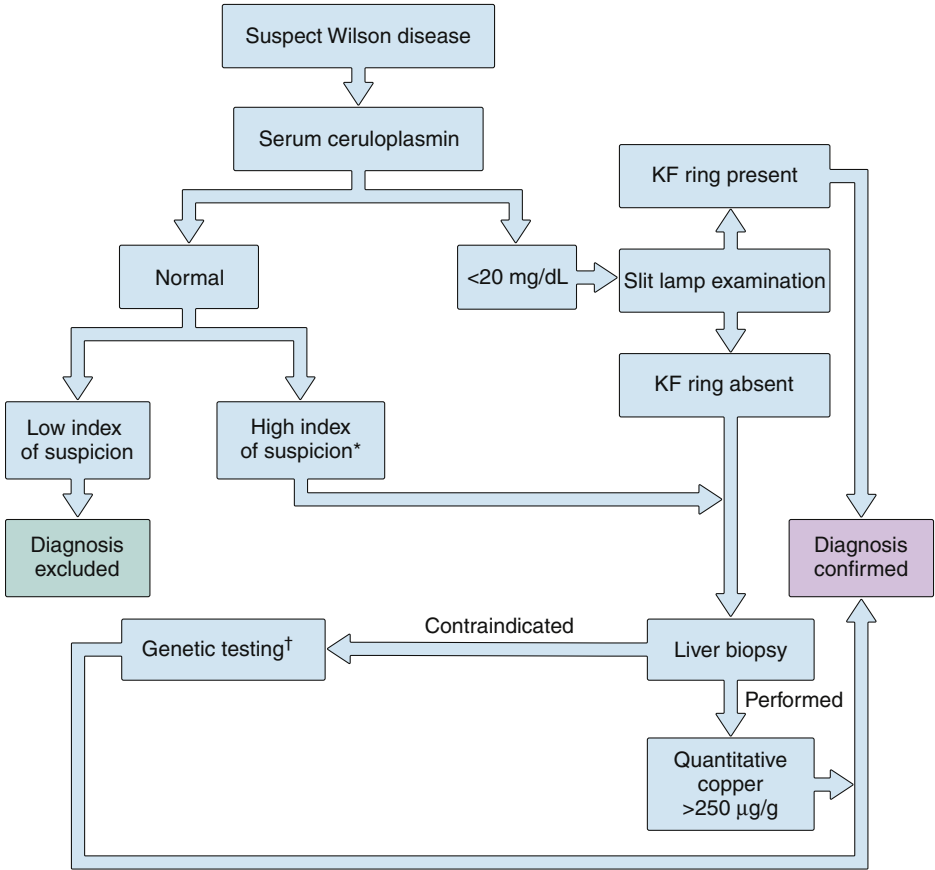 Suspect Wilson disease
Serum ceruloplasmin
KF ring present
Normal
<20 mg/dL
Slit lamp examination
KF ring absent
Low index
of suspicion
High index
of suspicion*
Diagnosis
excluded
Diagnosis
confirmed
Genetic testing†
Contraindicated
Liver biopsy
Performed
Quantitative
copper
>250 μg/g